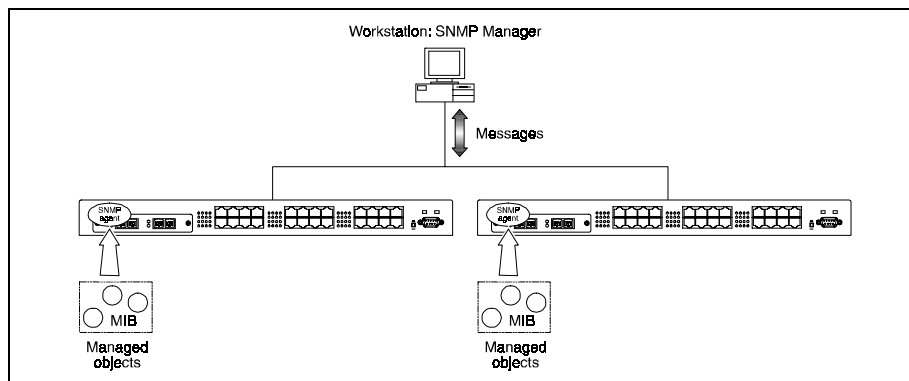 Workstation: SNMP Manager
Messages
SNMP
agent
SNMP
agent
MIB
MIB
Managed
objects
Managed
objects